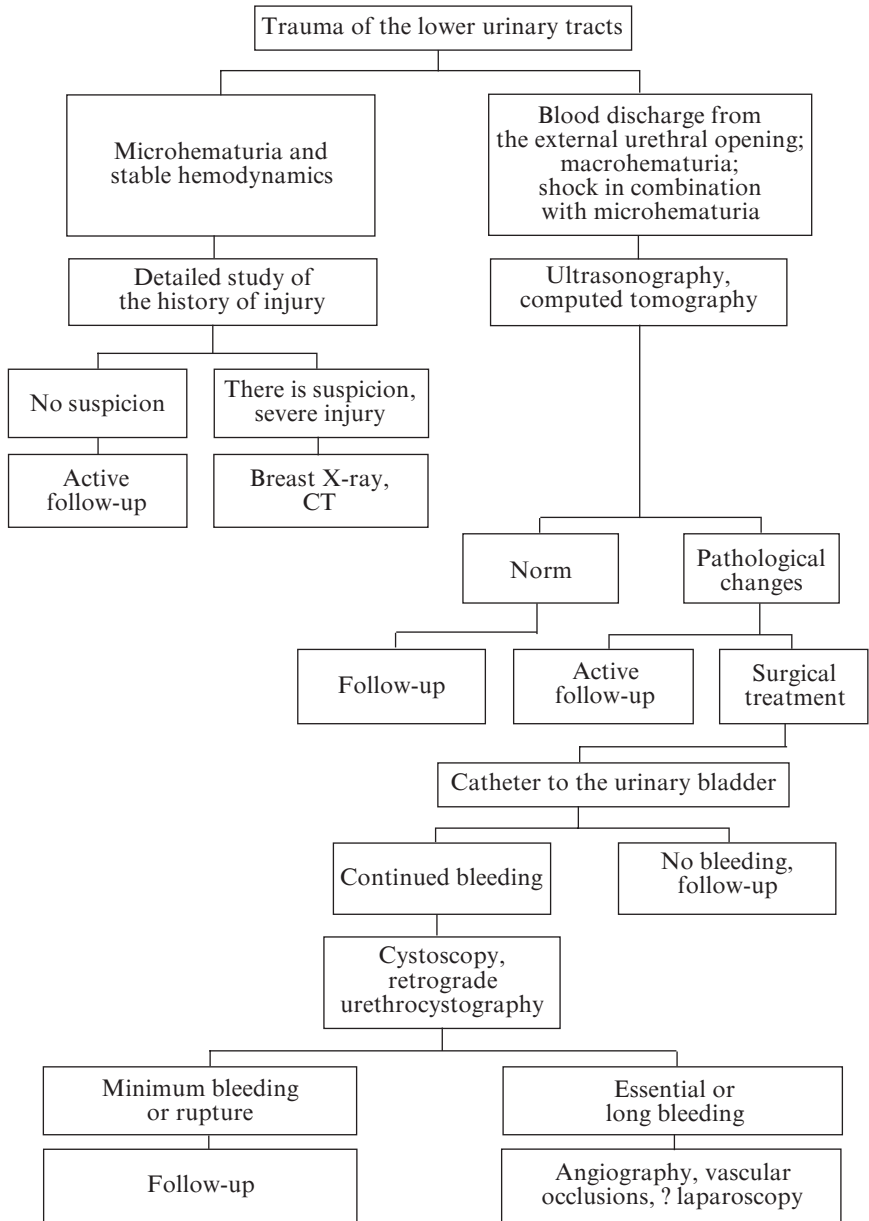 Trauma of the lower urinary tracts
Microhematuria and
stable hemodynamics
Blood discharge from
the external urethral opening;
macrohematuria;
shock in combination
with microhematuria
Detailed study of
the history of injury
Ultrasonography,
computed tomography
No suspicion
There is suspicion,
severe injury
Active
follow-up
Breast X-ray,
CT
Norm
Pathological
changes
Follow-up
Active
follow-up
Surgical
treatment
Catheter to the urinary bladder
Continued bleeding
No bleeding,
follow-up
Cystoscopy,
retrograde
urethrocystography
Minimum bleeding
or rupture
Essential or
long bleeding
Follow-up
Angiography, vascular
occlusions, ? laparoscopy